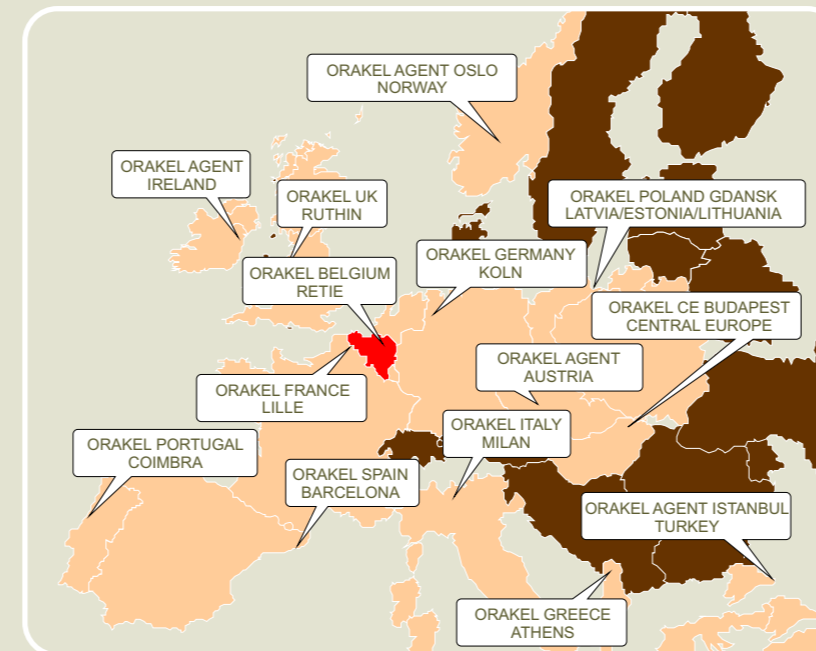 ORAKEL AGENT OSLO
NORWAY
ORAKEL AGENT
IRELAND
ORAKEL UK
RUTHIN
ORAKEL POLAND GDANSK
LATVIA/ESTONIA/LITHUANIA
ORAKEL BELGIUM
RETIE
ORAKEL GERMANY
KOLN
ORAKEL CE BUDAPEST
CENTRAL EUROPE
ORAKEL AGENT
AUSTRIA
ORAKEL FRANCE
LILLE
ORAKEL ITALY
MILAN
ORAKEL PORTUGAL
COIMBRA
ORAKEL SPAIN
BARCELONA
ORAKEL AGENT ISTANBUL
TURKEY
ORAKEL GREECE
ATHENS